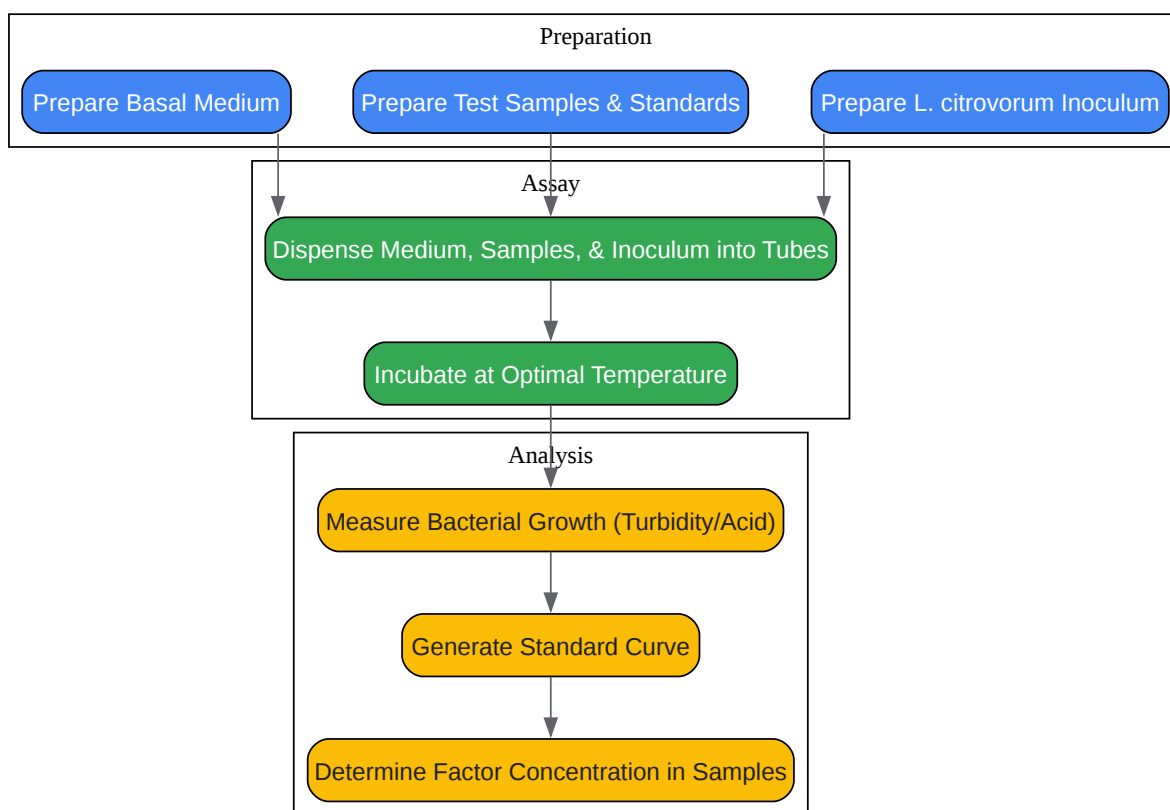 Preparation
Prepare Basal Medium
Prepare Test Samples & Standards
Prepare L. citrovorum Inoculum
Assay
Dispense Medium, Samples, & Inoculum into Tubes
Incubate at Optimal Temperature
Analysis
Measure Bacterial Growth (Turbidity/Acid)
Generate Standard Curve
Determine Factor Concentration in Samples